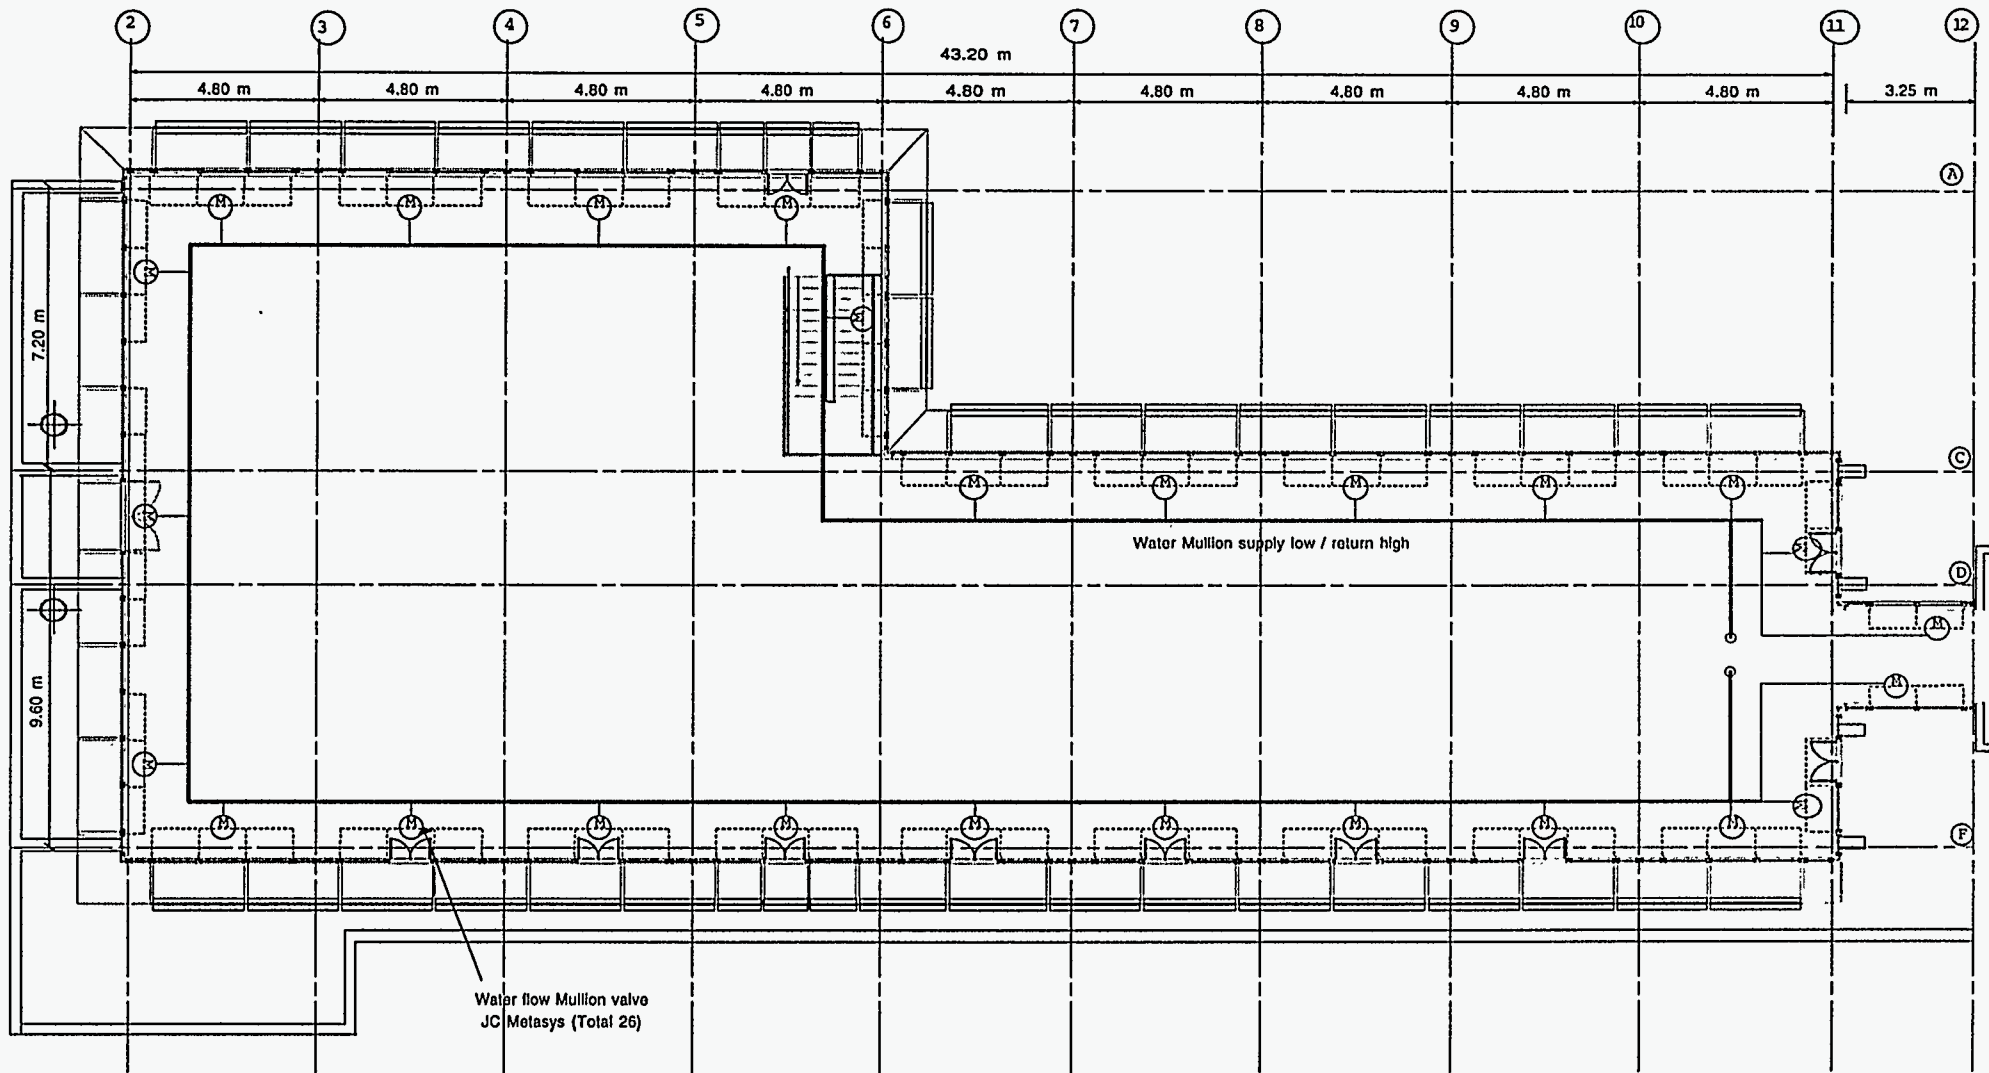 2 3 4 5 6 7 8 9 10 11 12
43.20 m
4.80 m 4.80 m 4.80 m 4.80 m 4.80 m 4.80 m 4.80 m 4.80 m 4.80 m 3.25 m
A
M M M M
M
7.20 m
M
C
M M M M M
M
Water Mullion supply low / return high
M
D
M
9.60 m
M
M
M
M M M M M M M M M
F
Water flow Mullion valve
JC Metasys (Total 26)